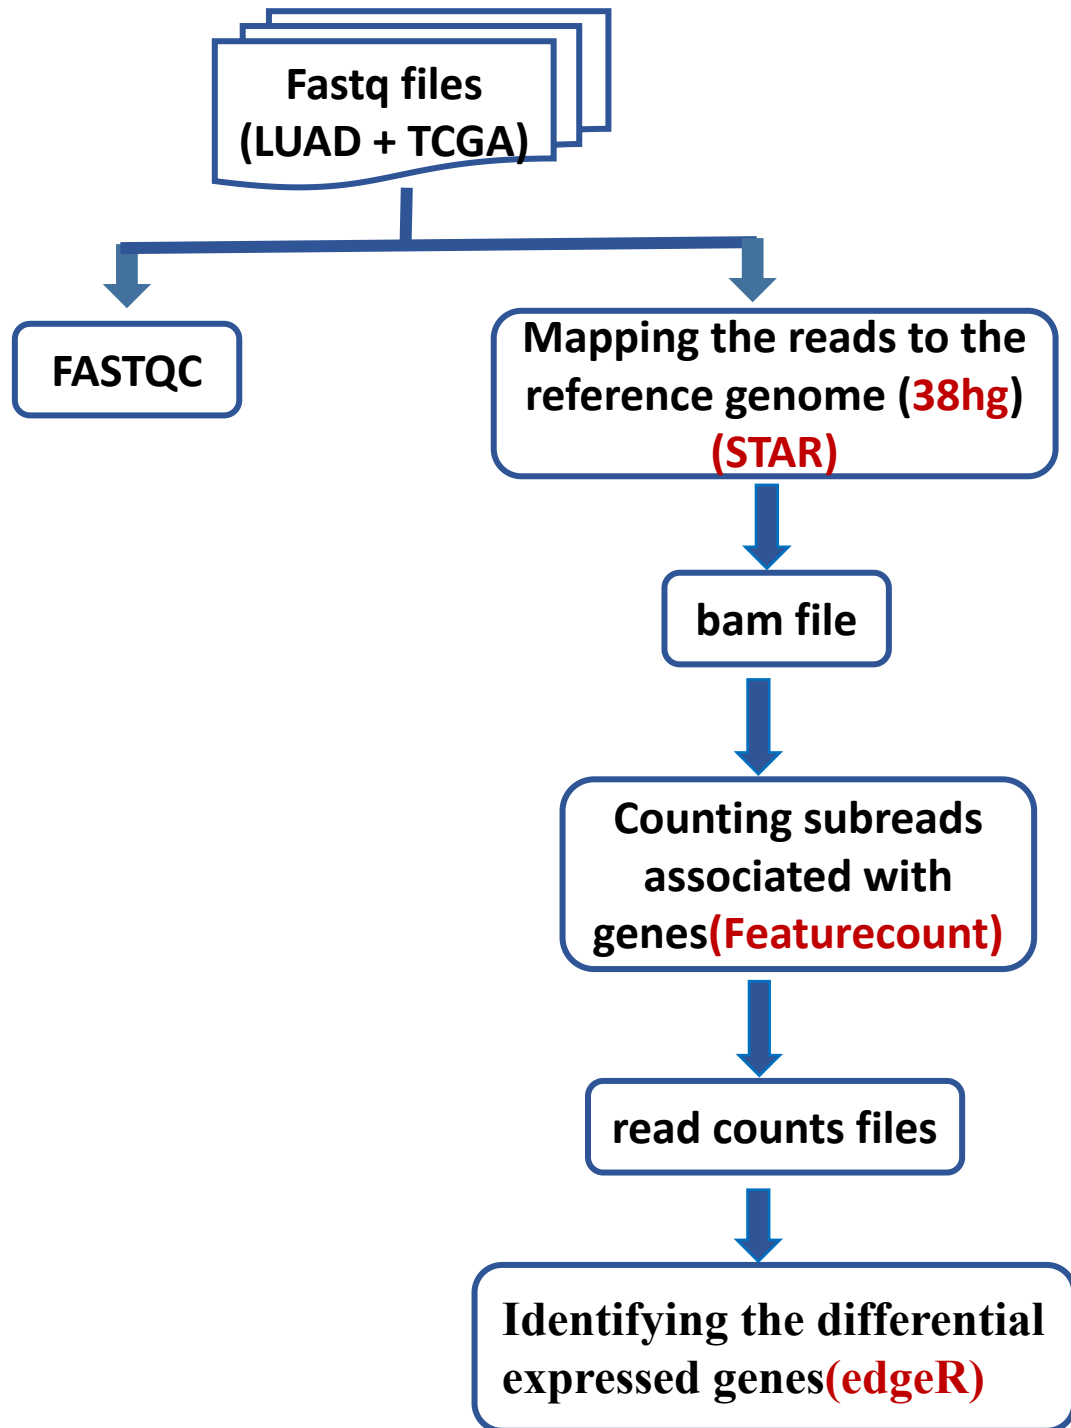 Fastq files
(LUAD + TCGA)
FASTQC
Mapping the reads to the
reference genome (38hg)
(STAR)
bam file
Counting subreads
associated with
genes(Featurecount)
read counts files
Identifying the differential
expressed genes(edgeR)